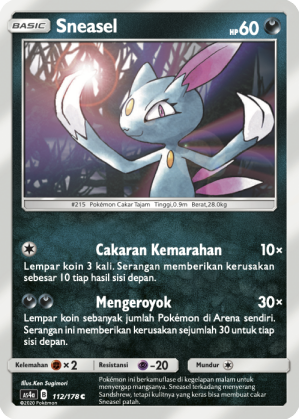 BASIC Sneasel HP60
#215 Pokémon Cakar Tajam Tinggi,0.9m Berat,28.0kg
Cakaran Kemarahan 10×
Lempar koin 3 kali. Serangan memberikan kerusakan
sebesar 10 tiap hasil sisi depan.
Mengeroyok 30×
Lempar koin sebanyak jumlah Pokémon di Arena sendiri.
Serangan ini memberikan kerusakan sejumlah 30 untuk tiap
sisi depan.
Kelemahan ×2 Resistansi -20 Mundur
Illus.Ken Sugimori
AS4a B 112/178 C
©2020 Pokémon
Pokémon ini berkamuflase di kegelapan malam untuk
menyergap mangsanya. Sneasel terkadang menyerang
Sandshrew, tetapi kulitnya yang keras bisa membuat cakar
Sneasel patah.